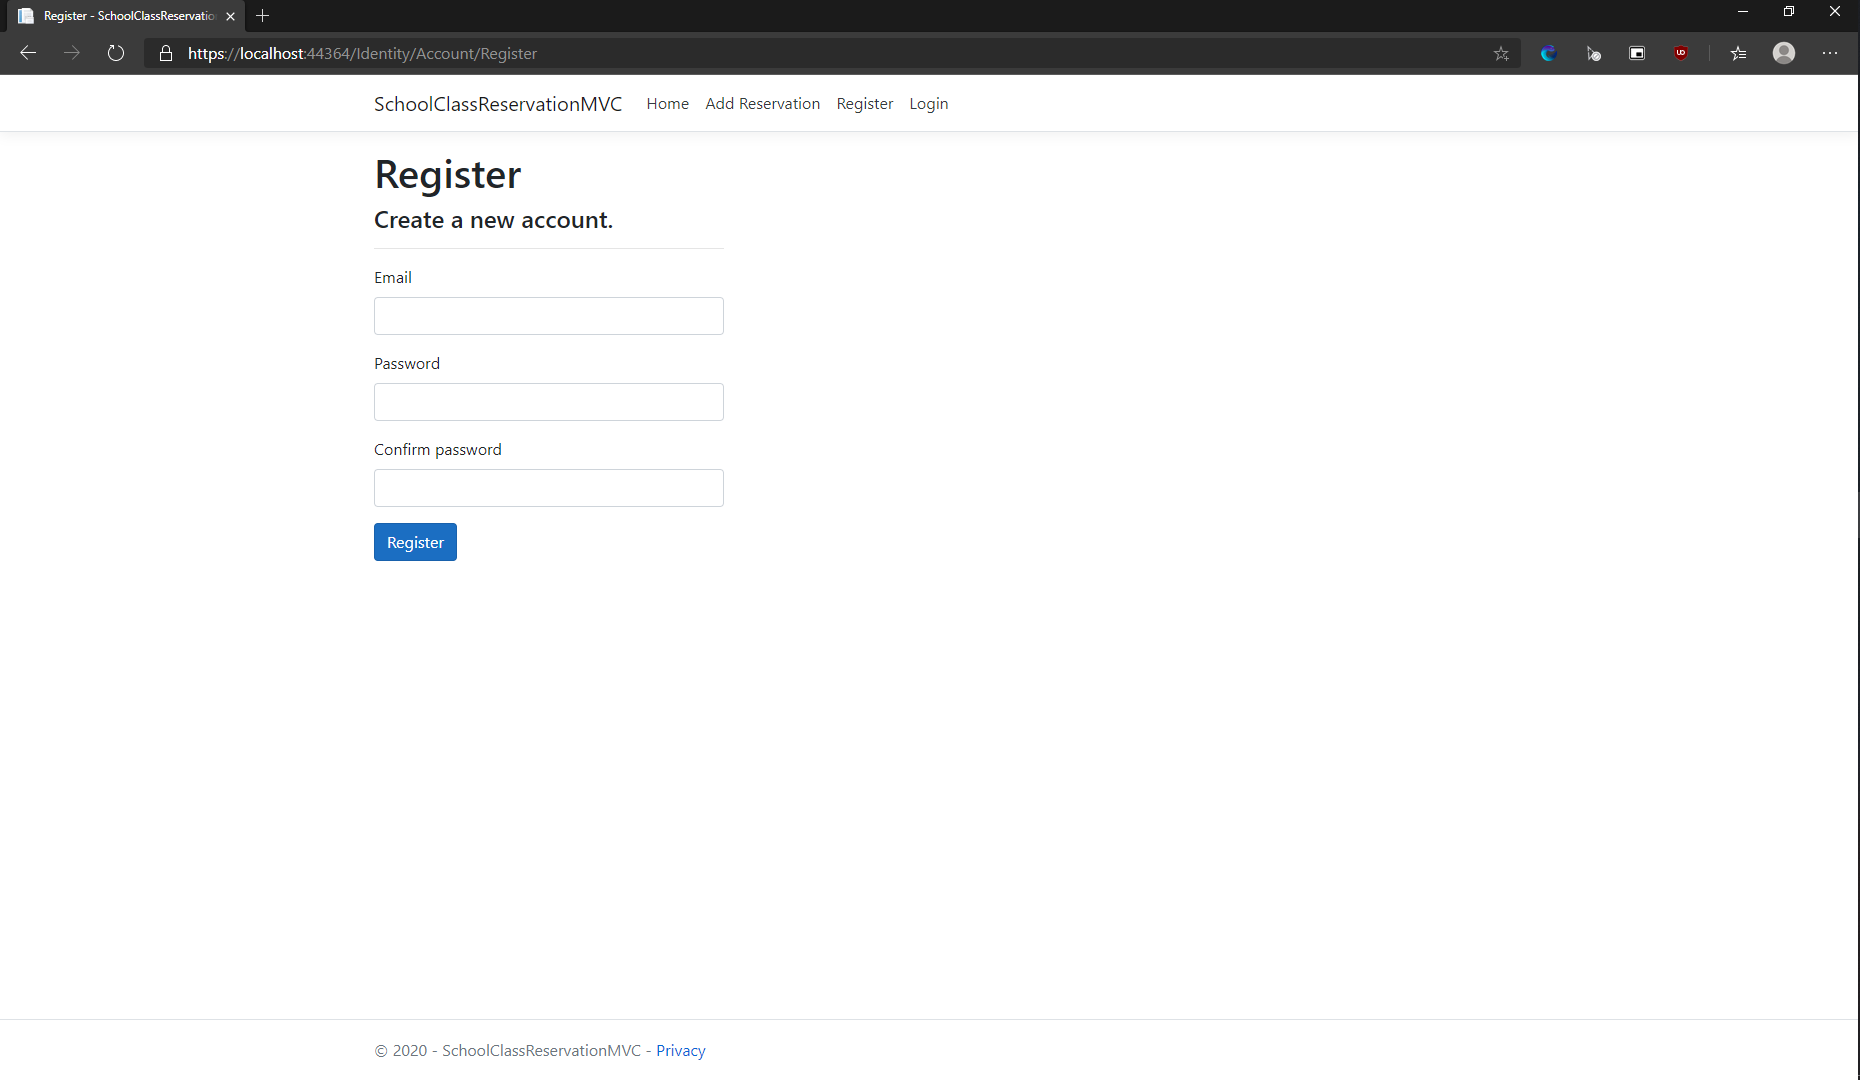 Register - SchoolClassReservatio
https://localhost:44364/Identity/Account/Register
SchoolClassReservationMVC Home Add Reservation Register Login
Register
Create a new account.
Email
Password
Confirm password
Register
© 2020 - SchoolClassReservationMVC - Privacy